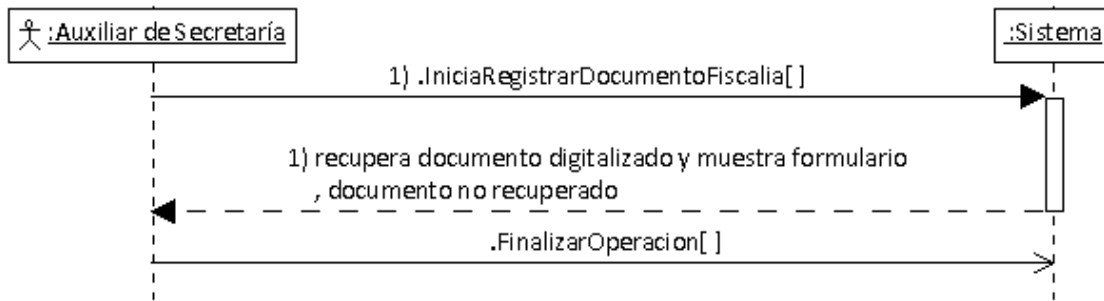 :Auxiliar de Secretaría
:Sistema
1) .IniciaRegistrarDocumentoFiscalia[ ]
1) recupera documento digitalizado y muestra formulario
, documento no recuperado
.FinalizarOperacion[ ]